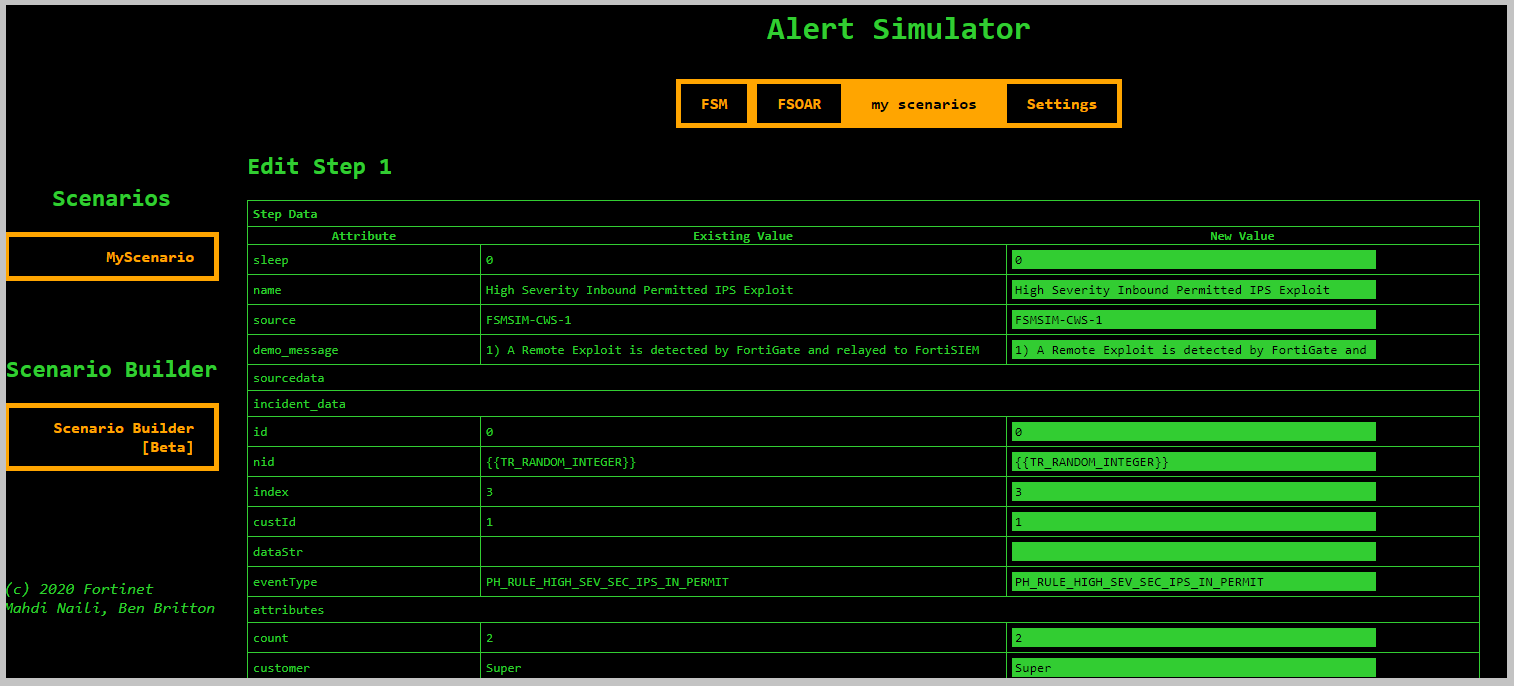 Alert Simulator
FSM FSOAR my scenarios Settings
Scenarios
MyScenario
Scenario Builder
Scenario Builder
[Beta]
(c) 2020 Fortinet
Mahdi Naili, Ben Britton
Edit Step 1
Step Data
Attribute Existing Value New Value
sleep 0 0
name High Severity Inbound Permitted IPS Exploit High Severity Inbound Permitted IPS Exploit
source FSMSIM-CWS-1 FSMSIM-CWS-1
demo_message 1) A Remote Exploit is detected by FortiGate and relayed to FortiSIEM 1) A Remote Exploit is detected by FortiGate and
sourcedata
incident_data
id 0 0
nid {{TR_RANDOM_INTEGER}} {{TR_RANDOM_INTEGER}}
index 3 3
custId 1 1
dataStr
eventType PH_RULE_HIGH_SEV_SEC_IPS_IN_PERMIT PH_RULE_HIGH_SEV_SEC_IPS_IN_PERMIT
attributes
count 2 2
customer Super Super